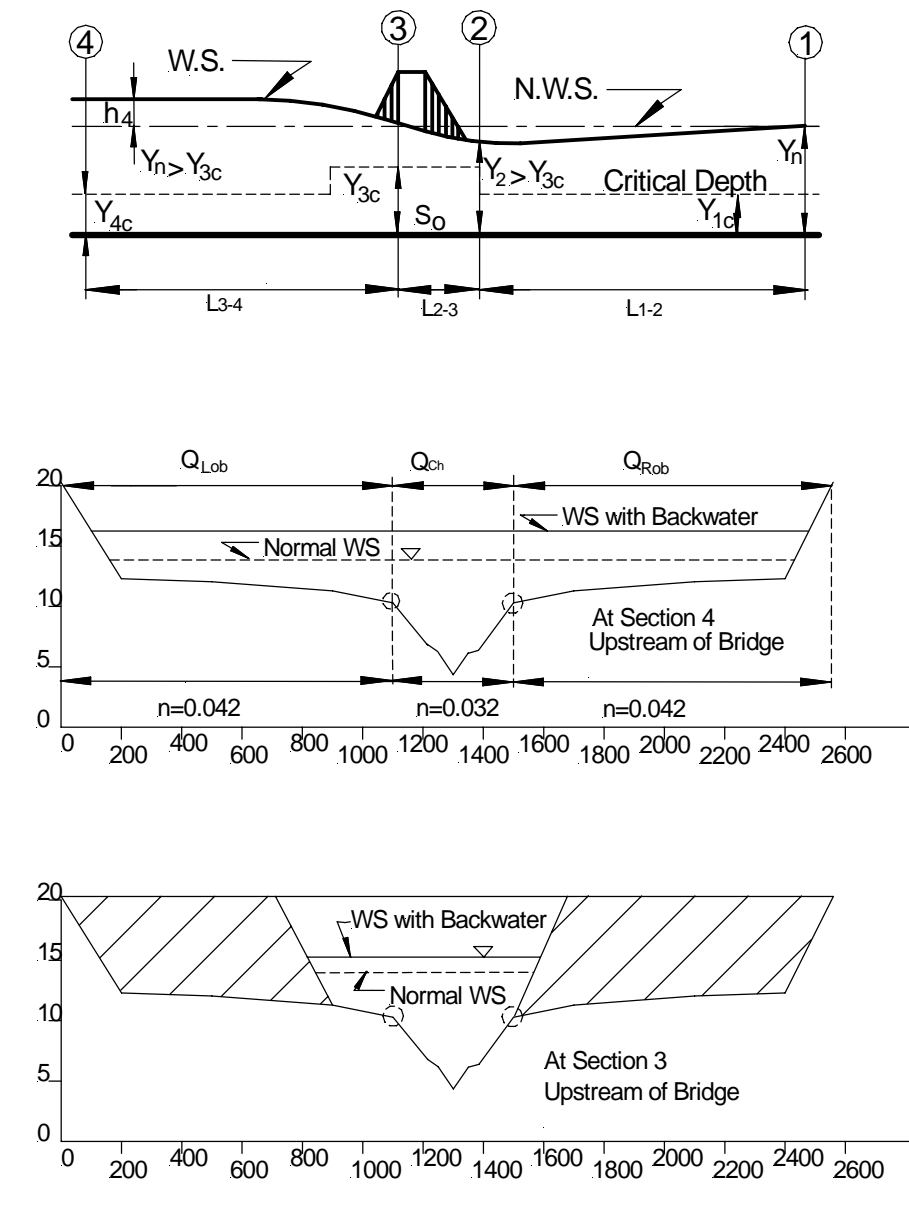 4 3 2 1
W.S.
N.W.S.
h4
Yn>Y3c
Y3c
Y2>Y3c
Yn
Critical Depth
Y4c
So
Y1c
L3-4
L2-3
L1-2
QLob
QCh
QRob
20
WS with Backwater
15
Normal WS
10
At Section 4
Upstream of Bridge
5
n=0.042
n=0.032
n=0.042
0
0 200 400 600 800 1000 1200 1400 1600 1800 2000 2200 2400 2600
20
WS with Backwater
15
Normal WS
10
At Section 3
5
Upstream of Bridge
0
0 200 400 600 800 1000 1200 1400 1600 1800 2000 2200 2400 2600